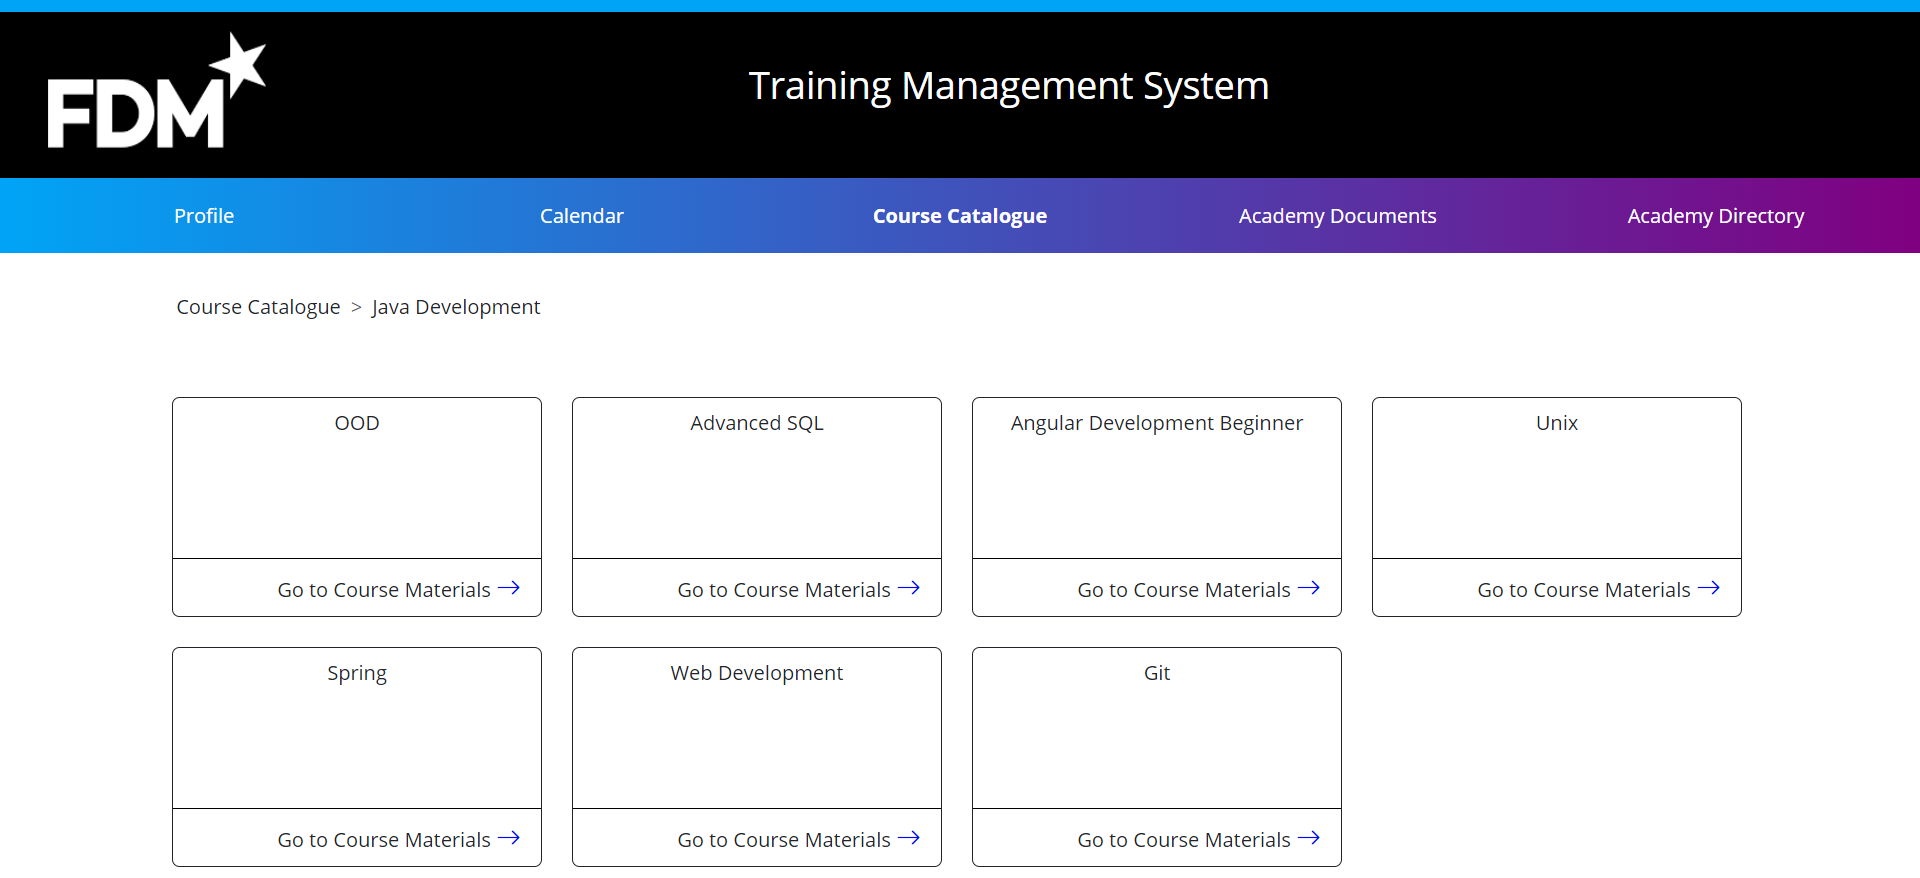 FDM
Training Management System
Profile Calendar Course Catalogue Academy Documents Academy Directory
Course Catalogue > Java Development
OOD Advanced SQL Angular Development Beginner Unix
Go to Course Materials → Go to Course Materials → Go to Course Materials → Go to Course Materials →
Spring Web Development Git
Go to Course Materials → Go to Course Materials → Go to Course Materials →